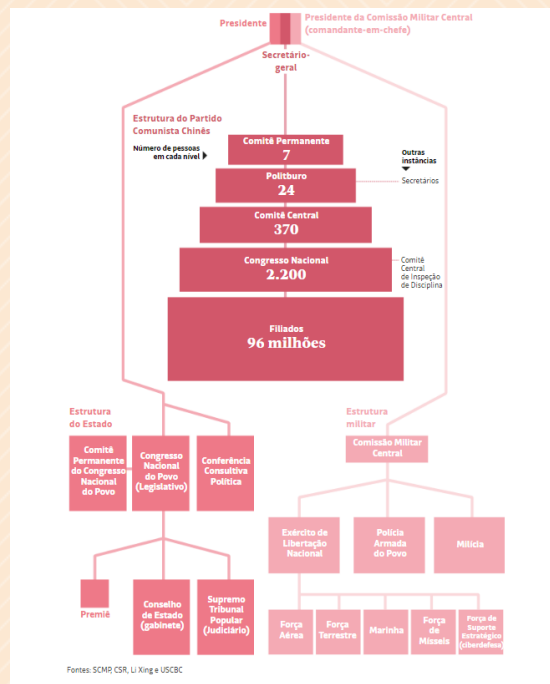 Presidente
Presidente da Comissão Militar Central
(comandante-em-chefe)
Secretário-
geral
Estrutura do Partido
Comunista Chinês
Número de pessoas
em cada nível
Comitê Permanente
7
Outras
instâncias
Politburo
24
Secretários
Comitê Central
370
Congresso Nacional
2.200
Comitê
Central
de Inspeção
de Disciplina
Filiados
96 milhões
Estrutura
do Estado
Comitê
Permanente
do Congresso
Nacional
do Povo
Congresso
Nacional
do Povo
(Legislativo)
Conferência
Consultiva
Política
Premiê
Conselho
de Estado
(gabinete)
Supremo
Tribunal
Popular
(Judiciário)
Estrutura
militar
Comissão Militar
Central
Exército de
Libertação
Nacional
Polícia
Armada
do Povo
Milícia
Força
Aérea
Força
Terrestre
Marinha
Força
de
Mísseis
Força de
Suporte
Estratégico
(ciberdefesa)
Fontes: SCMP, CSR, Li Xing e USCBC